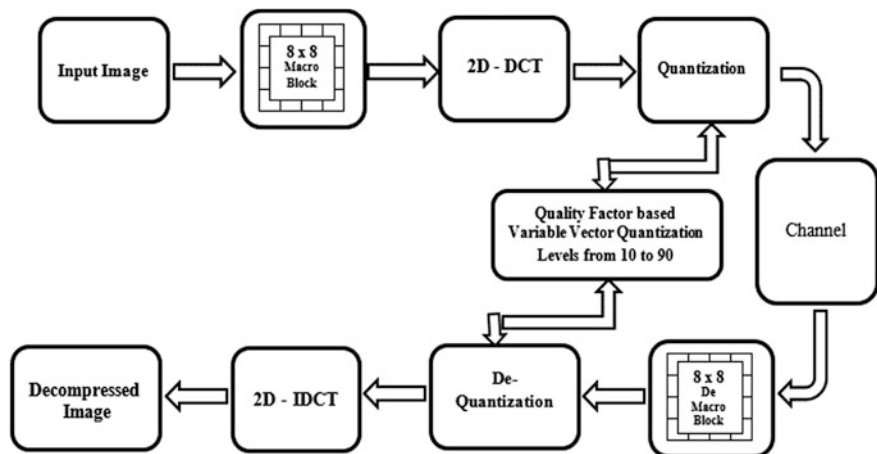 Input Image
8 x 8
Macro
Block
2D - DCT
Quantization
Quality Factor based
Variable Vector Quantization
Levels from 10 to 90
Channel
Decompressed
Image
2D - IDCT
De-
Quantization
8 x 8
De
Macro
Block